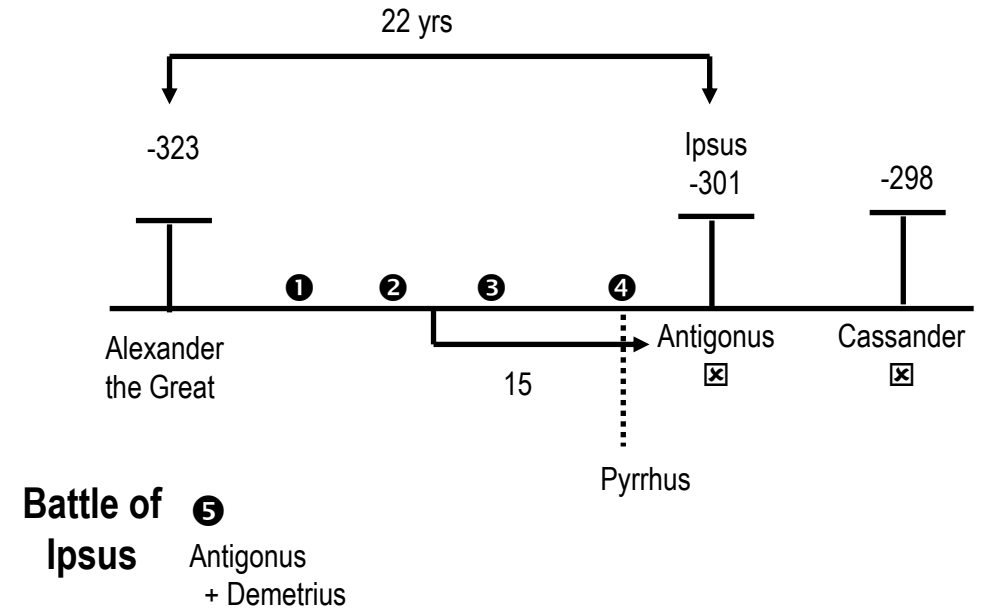 22 yrs
-323
Ipsus
-301
-298
❶ ❷ ❸ ❹
Alexander
the Great
Antigonus
Cassander
15
Pyrrhus
Battle of
Ipsus
❺
Antigonus
+ Demetrius